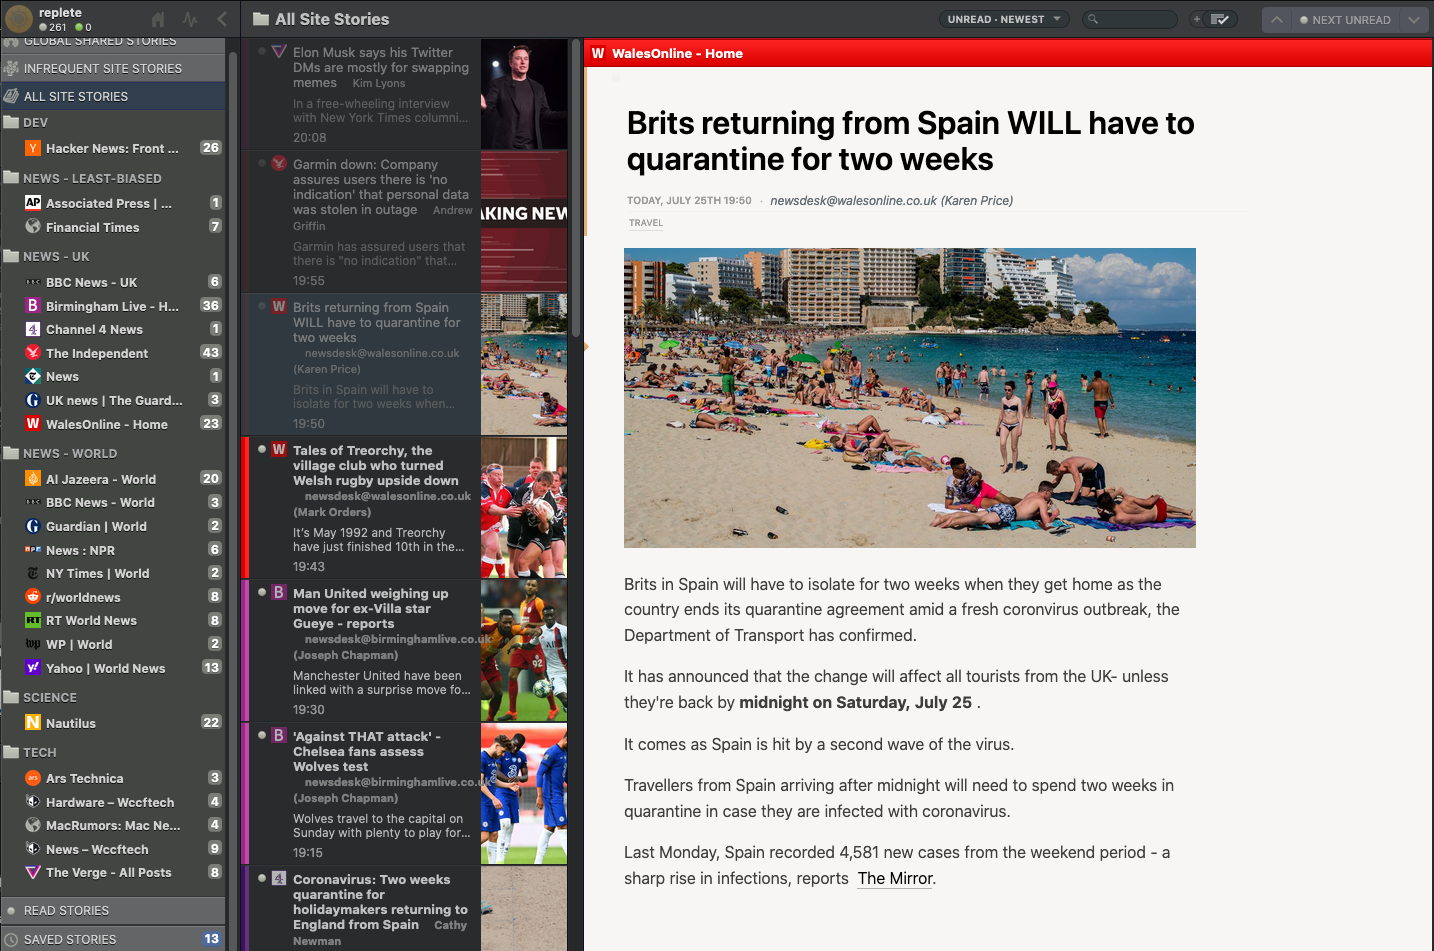 replete
261 0
All Site Stories
UNREAD · NEWEST
NEXT UNREAD
GLOBAL SHARED STORIES
INFREQUENT SITE STORIES
ALL SITE STORIES
DEV
Hacker News: Front ... 26
NEWS - LEAST-BIASED
Associated Press | ... 1
Financial Times 7
NEWS - UK
BBC News - UK 6
Birmingham Live - H... 36
Channel 4 News 1
The Independent 43
News 1
UK news | The Guard... 3
WalesOnline - Home 23
NEWS - WORLD
Al Jazeera - World 20
BBC News - World 3
Guardian | World 2
News : NPR 6
NY Times | World 2
r/worldnews 8
RT World News 8
WP | World 2
Yahoo | World News 13
SCIENCE
Nautilus 22
TECH
Ars Technica 3
Hardware – Wccftech 4
MacRumors: Mac Ne... 4
News – Wccftech 9
The Verge - All Posts 8
READ STORIES
SAVED STORIES 13
Elon Musk says his Twitter
DMs are mostly for swapping
memes Kim Lyons
In a free-wheeling interview
with New York Times columni...
20:08
Garmin down: Company
assures users there is 'no
indication' that personal data
was stolen in outage Andrew
Griffin
Garmin has assured users that
there is "no indication" that...
19:55
AKING NEW
Brits returning from Spain
WILL have to quarantine for
two weeks
newsdesk@walesonline.co.uk
(Karen Price)
Brits in Spain will have to
isolate for two weeks when...
19:50
Tales of Treorchy, the
village club who turned
Welsh rugby upside down
newsdesk@walesonline.co.uk
(Mark Orders)
It's May 1992 and Treorchy
have just finished 10th in the...
19:43
Man United weighing up
move for ex-Villa star
Gueye - reports
newsdesk@birminghamlive.co.uk
(Joseph Chapman)
Manchester United have been
linked with a surprise move fo...
19:30
92
'Against THAT attack' -
Chelsea fans assess
Wolves test
newsdesk@birminghamlive.co.uk
(Joseph Chapman)
Wolves travel to the capital on
Sunday with plenty to play for...
19:15
Coronavirus: Two weeks
quarantine for
holidaymakers returning to
England from Spain Cathy
Newman
W WalesOnline - Home
Brits returning from Spain WILL have to
quarantine for two weeks
TODAY, JULY 25TH 19:50 · newsdesk@walesonline.co.uk (Karen Price)
TRAVEL
Brits in Spain will have to isolate for two weeks when they get home as the
country ends its quarantine agreement amid a fresh coronvirus outbreak, the
Department of Transport has confirmed.
It has announced that the change will affect all tourists from the UK- unless
they're back by midnight on Saturday, July 25 .
It comes as Spain is hit by a second wave of the virus.
Travellers from Spain arriving after midnight will need to spend two weeks in
quarantine in case they are infected with coronavirus.
Last Monday, Spain recorded 4,581 new cases from the weekend period - a
sharp rise in infections, reports The Mirror.